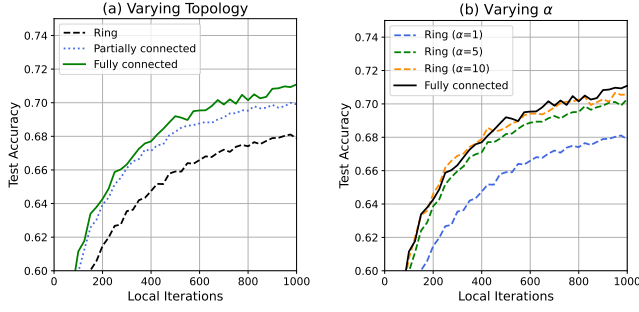 (a) Varying Topology
Ring
Partially connected
Fully connected
Test Accuracy
0.74
0.72
0.70
0.68
0.66
0.64
0.62
0.60
0
200
400
600
800
1000
Local Iterations
(b) Varying α
Ring (α=1)
Ring (α=5)
Ring (α=10)
Fully connected
Test Accuracy
0.74
0.72
0.70
0.68
0.66
0.64
0.62
0.60
0
200
400
600
800
1000
Local Iterations